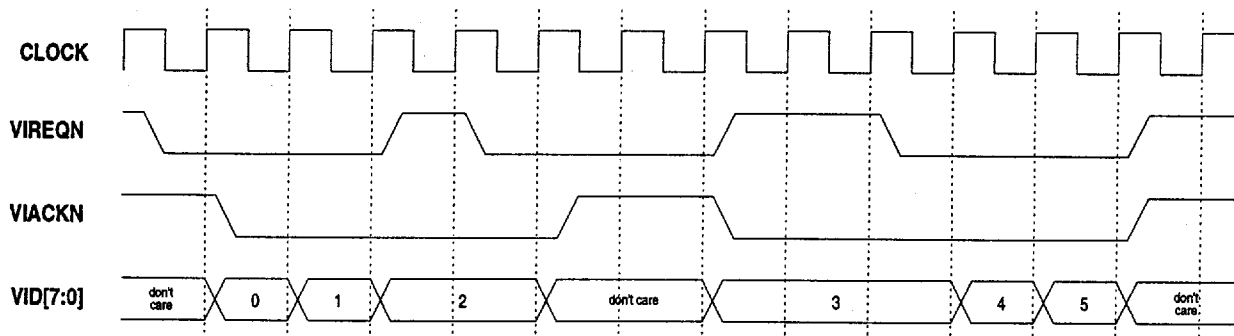 CLOCK
VIREQN
VIACKN
VID[7:0]
don't
care
0
1
2
don't care
3
4
5
don't
care